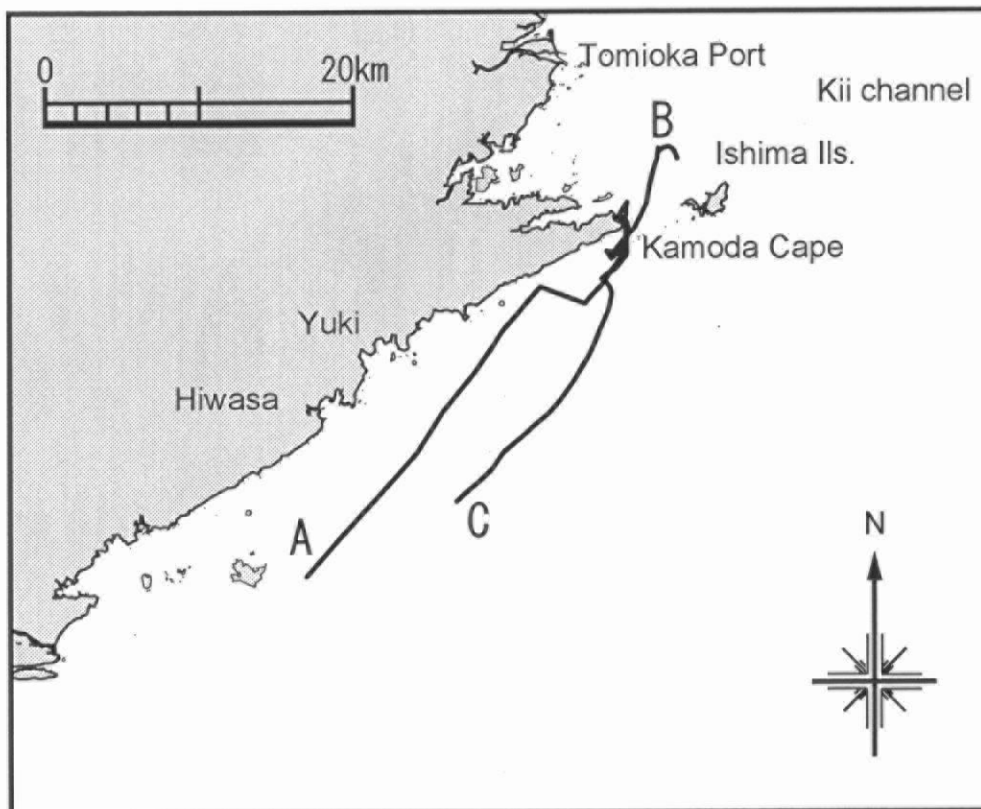 0 20km
Tomioka Port
Kii channel
B
Ishima Ils.
Kamoda Cape
Yuki
Hiwasa
A
C
N